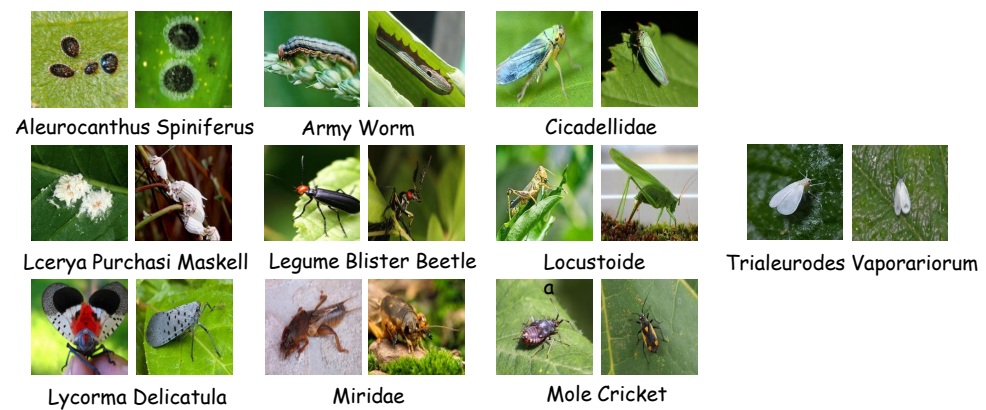 Aleurocanthus Spiniferus
Army Worm
Cicadellidae
Lcerya Purchasi Maskell
Legume Blister Beetle
Locustoide
a
Trialeurodes Vaporariorum
Lycorma Delicatula
Miridae
Mole Cricket